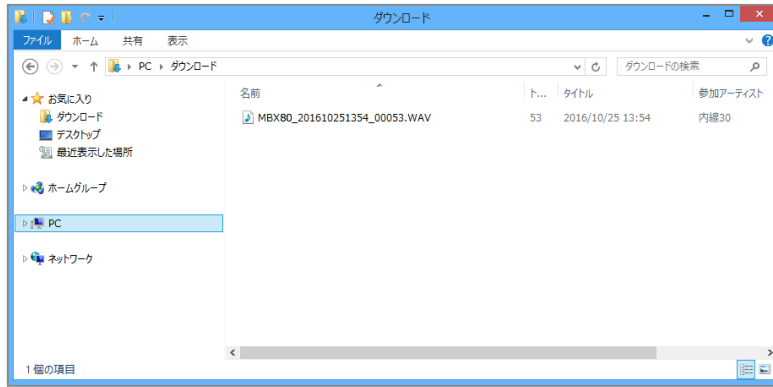 ダウンロード
ファイル ホーム 共有 表示
PC ダウンロード ダウンロードの検索
お気に入り
ダウンロード
デスクトップ
最近表示した場所
ホームグループ
PC
ネットワーク
名前 ト... タイトル 参加アーティスト
MBX80_201610251354_00053.WAV 53 2016/10/25 13:54 内線30
1 個の項目